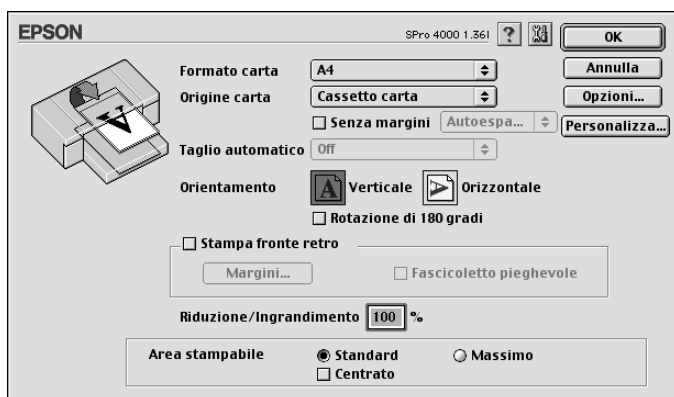 EPSON SPro 4000 1.36I ? OK
Formato carta A4 Annulla
Origine carta Cassetto carta Opzioni...
Senza margini Autoespa... Personalizza...
Taglio automatico Off
Orientamento A Verticale A Orizzontale
Rotazione di 180 gradi
Stampa fronte retro
Margini... Fascicoletto pieghevole
Riduzione/Ingrandimento 100 %
Area stampabile Standard Massimo
Centrato